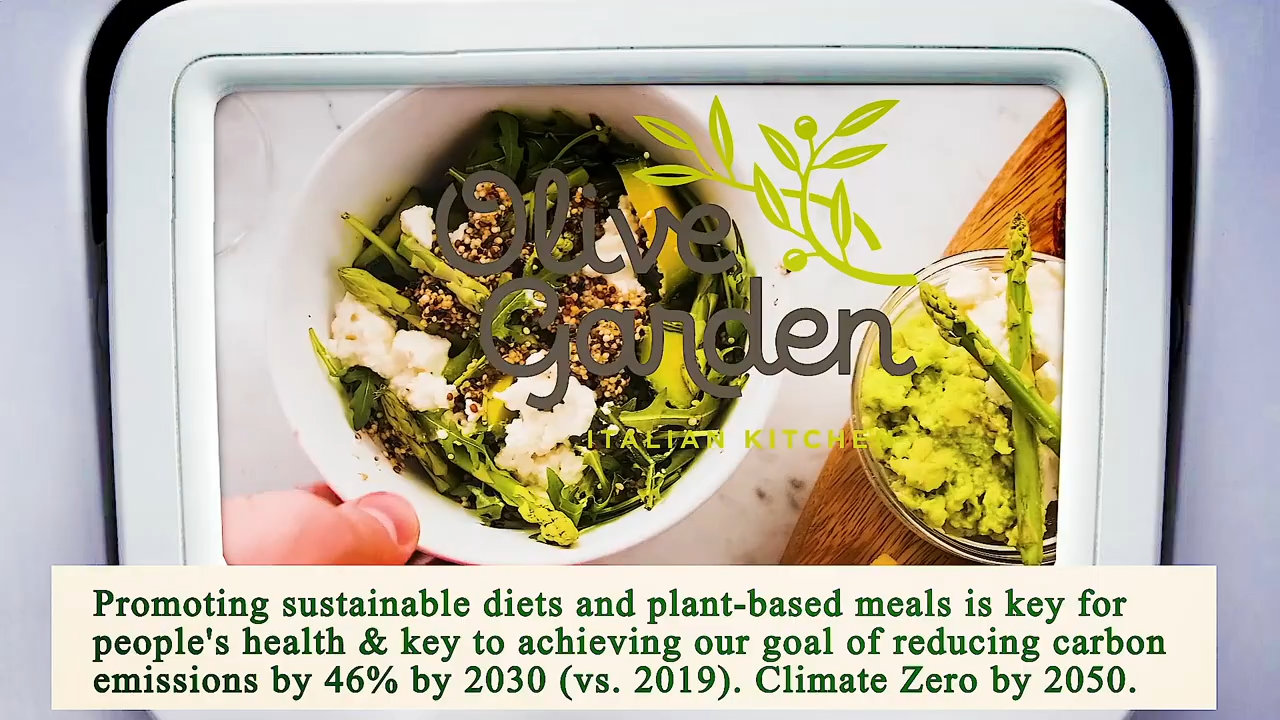 Olive
Garden
ITALIAN KITCHEN
Promoting sustainable diets and plant-based meals is key for
people's health & key to achieving our goal of reducing carbon
emissions by 46% by 2030 (vs. 2019). Climate Zero by 2050.